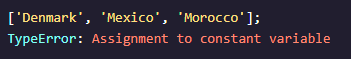 ['Denmark', 'Mexico', 'Morocco'];
TypeError: Assignment to constant variable